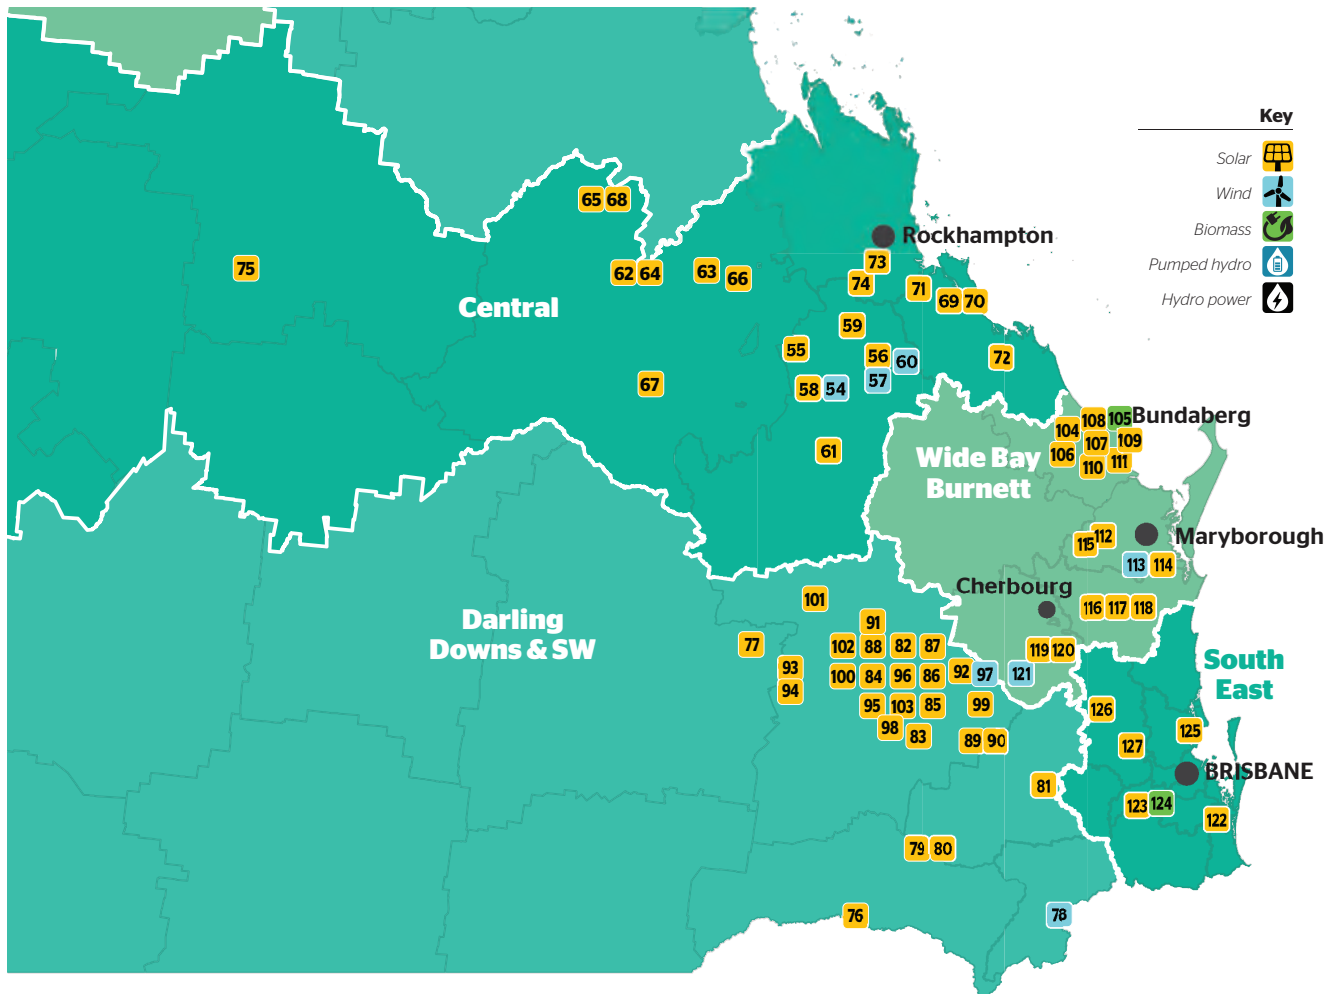 Key
Solar
Wind
Biomass
Pumped hydro
Hydro power
65 68
Rockhampton
75
62 64
63
66
73
74
71
69 70
Central
59
55
56
60
72
67
58 54
57
61
108 105 Bundaberg
104
107 109
106
110 111
Wide Bay
Burnett
115 112
Maryborough
113 114
Cherbourg
116 117 118
101
Darling
Downs & SW
91
77
102 88 82 87
119 120
93
100 84 96 86 92 97 121
94
South
East
95 103 85 99
126
98 83
89 90
127
125
BRISBANE
81
123 124
122
79 80
76
78